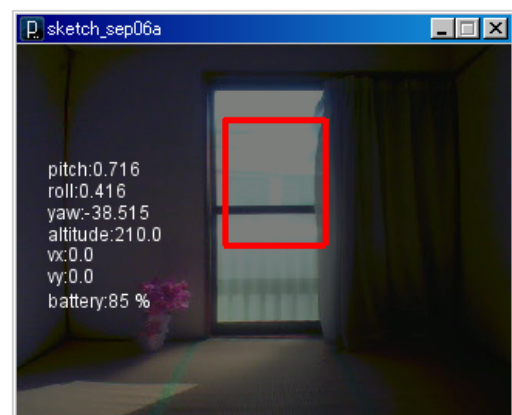 sketch_sep06a
pitch:0.716
roll:0.416
yaw:-38.515
altitude:210.0
vx:0.0
vy:0.0
battery:85 %